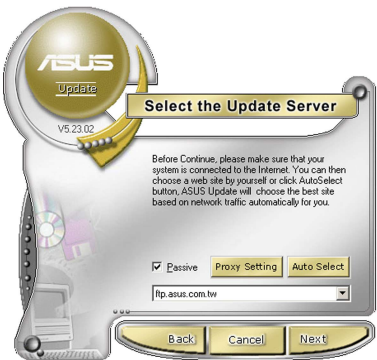 ASUS
Update
V5.23.02
Select the Update Server
Before Continue, please make sure that your
system is connected to the Internet. You can then
choose a web site by yourself or click AutoSelect
button, ASUS Update will choose the best site
based on network traffic automatically for you.
Passive
Proxy Setting
Auto Select
ftp.asus.com.tw
Back
Cancel
Next